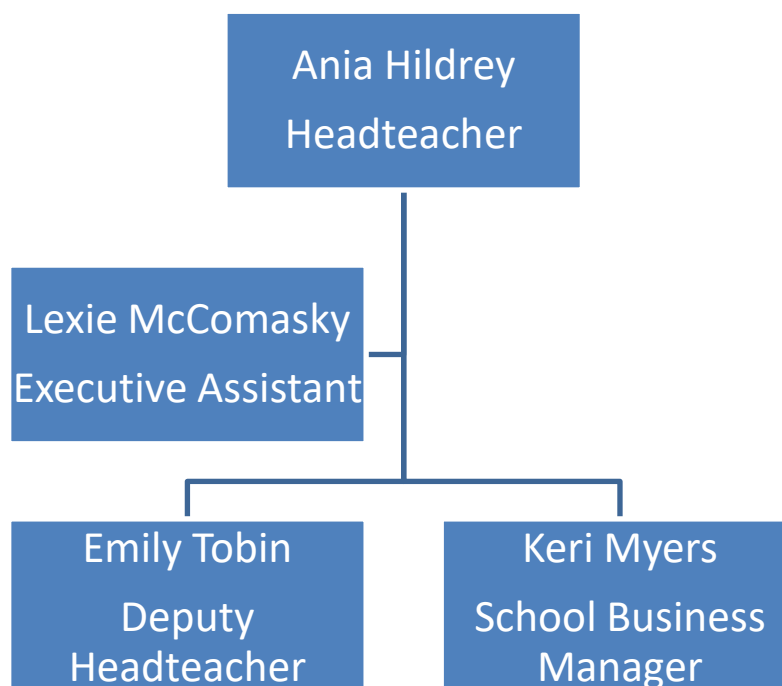 Ania Hildrey
Headteacher
Lexie McComasky
Executive Assistant
Emily Tobin
Deputy
Headteacher
Keri Myers
School Business
Manager